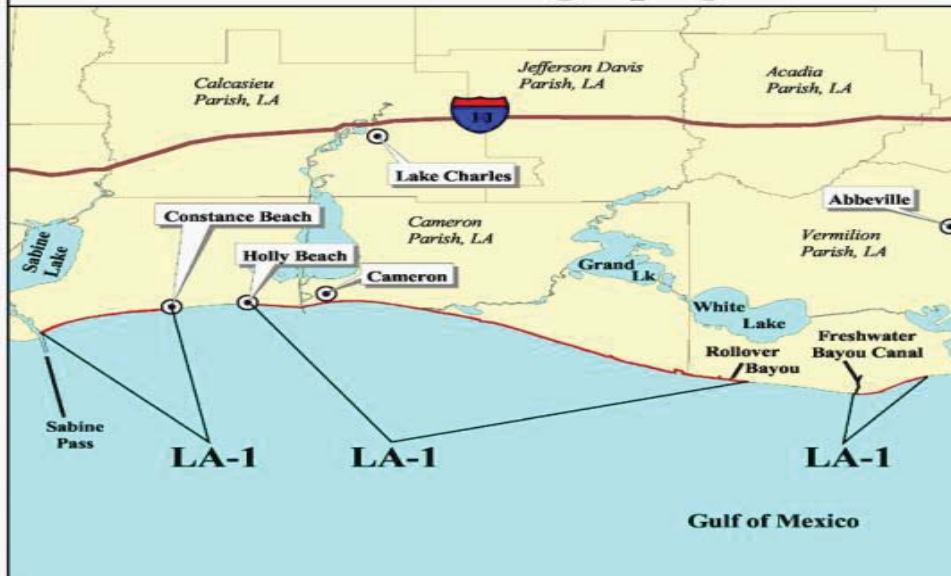 Calcasieu
Parish, LA
Jefferson Davis
Parish, LA
Acadia
Parish, LA
Lake Charles
Constance Beach
Abbeville
Cameron
Parish, LA
Vermilion
Parish, LA
Sabine
Lake
Holly Beach
Cameron
Grand
Lk
White
Lake
Rollover
Bayou
Freshwater
Bayou Canal
Sabine
Pass
LA-1
LA-1
LA-1
Gulf of Mexico